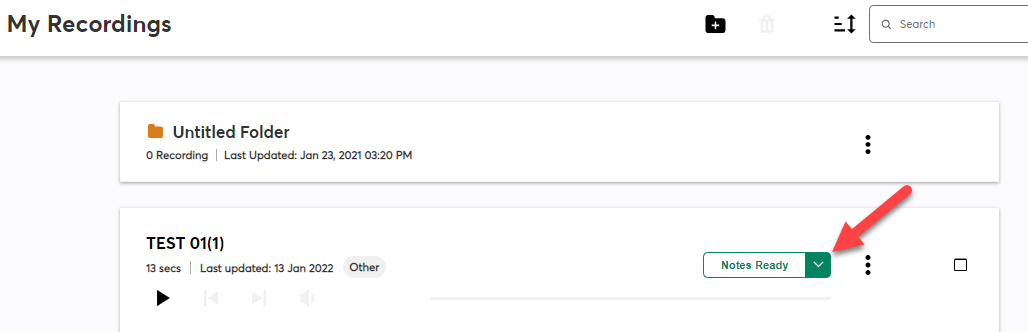 My Recordings
Search
Untitled Folder
0 Recording | Last Updated: Jan 23, 2021 03:20 PM
TEST 01(1)
13 secs | Last updated: 13 Jan 2022 Other
Notes Ready